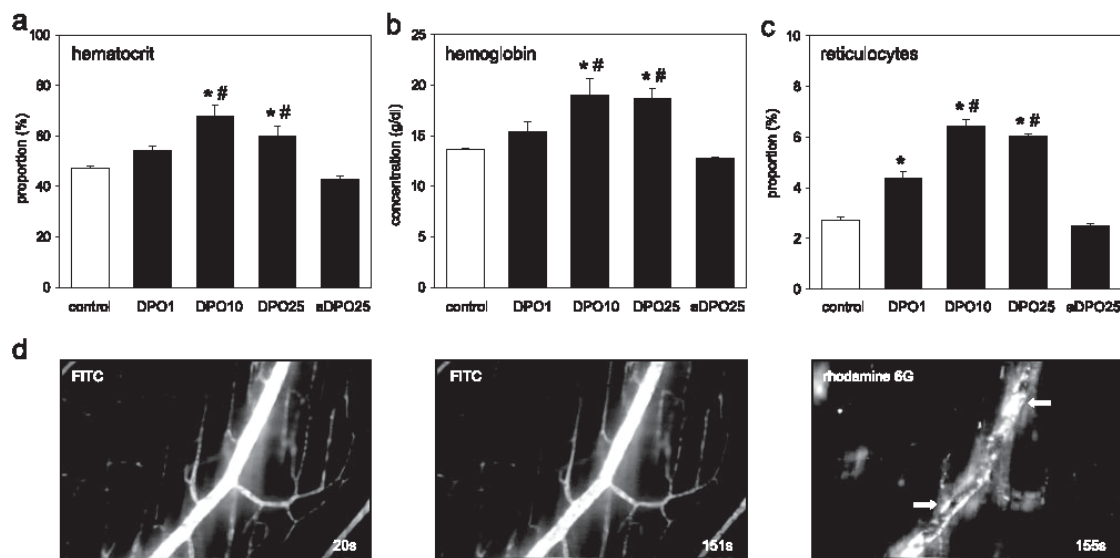 a
hematocrit
proportion (%)
100
80
60
40
20
0
* #
* #
control DPO1 DPO10 DPO25 aDPO25
b
hemoglobin
concentration (g/dl)
25
20
15
10
5
0
* #
* #
control DPO1 DPO10 DPO25 aDPO25
c
reticulocytes
proportion (%)
10
8
6
4
2
0
*
* #
* #
control DPO1 DPO10 DPO25 aDPO25
d
FITC
20s
FITC
151s
rhodamine 6G
155s